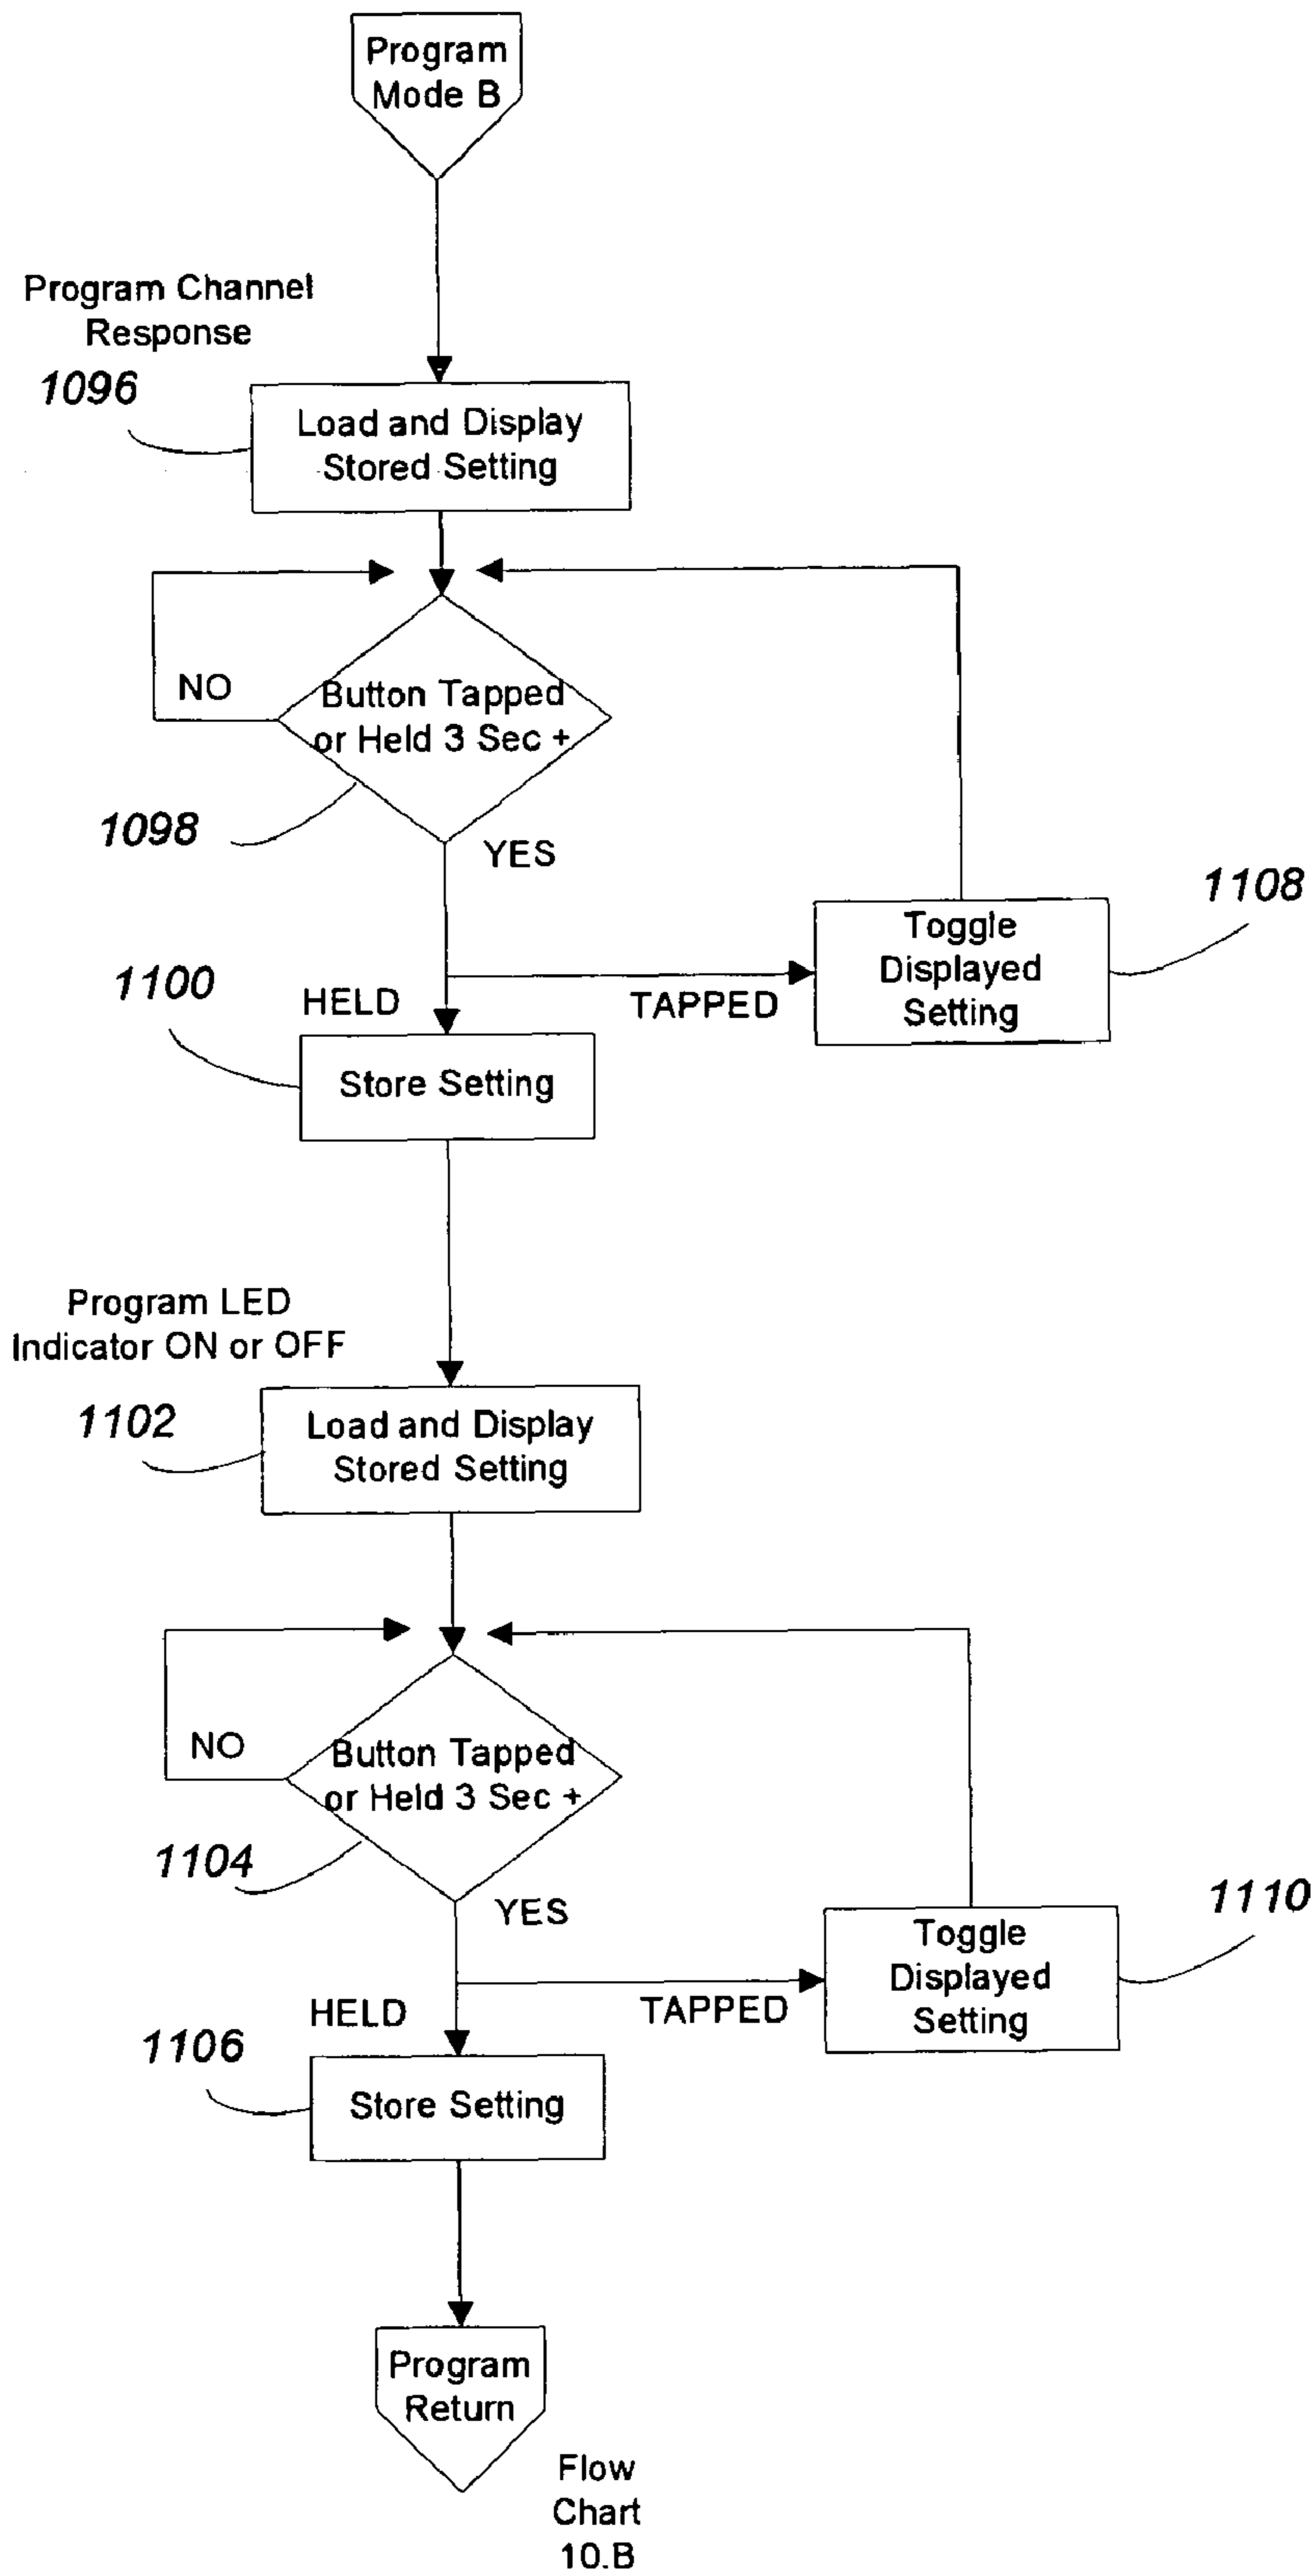 Program
Mode B
Program Channel
Response
1096
Load and Display
Stored Setting
NO
Button Tapped
or Held 3 Sec +
1098
YES
1108
Toggle
Displayed
Setting
1100
HELD
TAPPED
Store Setting
Program LED
Indicator ON or OFF
1102
Load and Display
Stored Setting
NO
Button Tapped
or Held 3 Sec +
1104
YES
1110
Toggle
Displayed
Setting
HELD
TAPPED
1106
Store Setting
Program
Return
Flow
Chart
10.B